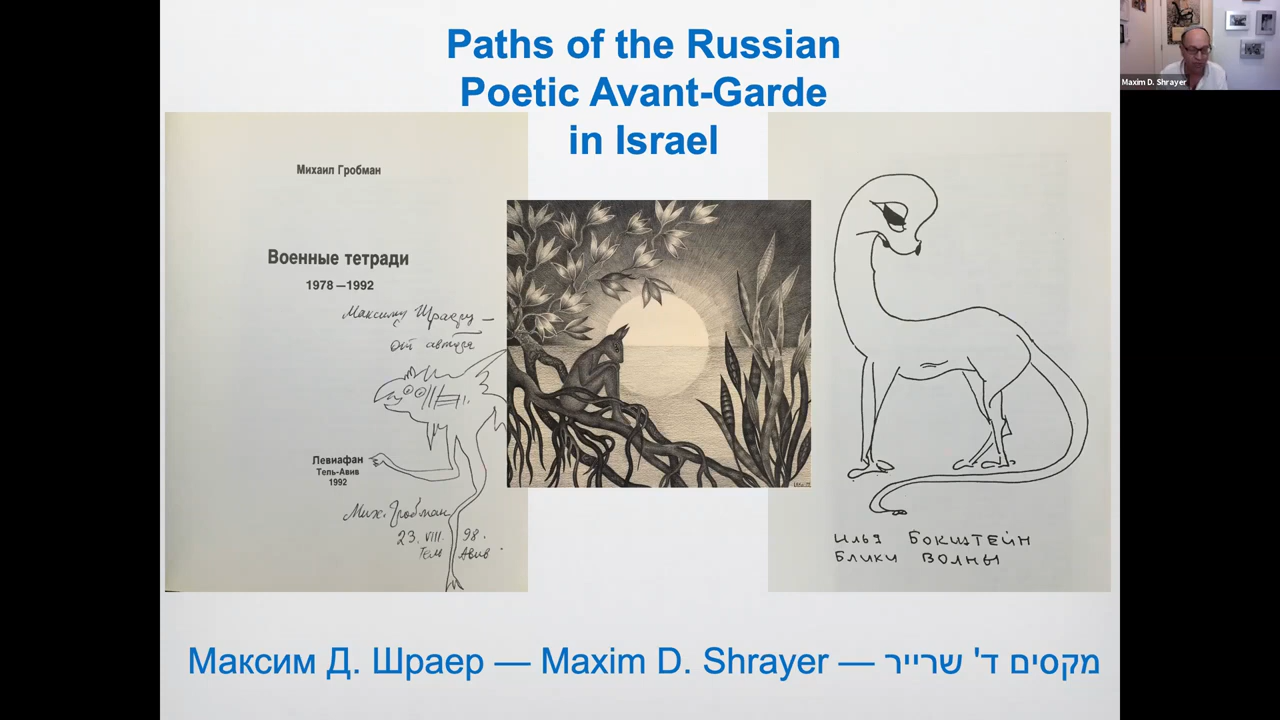 Paths of the Russian
Poetic Avant-Garde
in Israel
Maxim D. Shrayer
Михаил Гробман
Военные тетради
1978 — 1992
Максиму Шраеру —
от автора
Левиафан
Тель-Авив
1992
Мих. Гробман
23. VIII. 98.
Тель Авив.
ИЛЬЯ БОКШТЕЙН
БЛИКИ ВОЛНЫ
Максим Д. Шраер — Maxim D. Shrayer — מקסים ד' שרייר